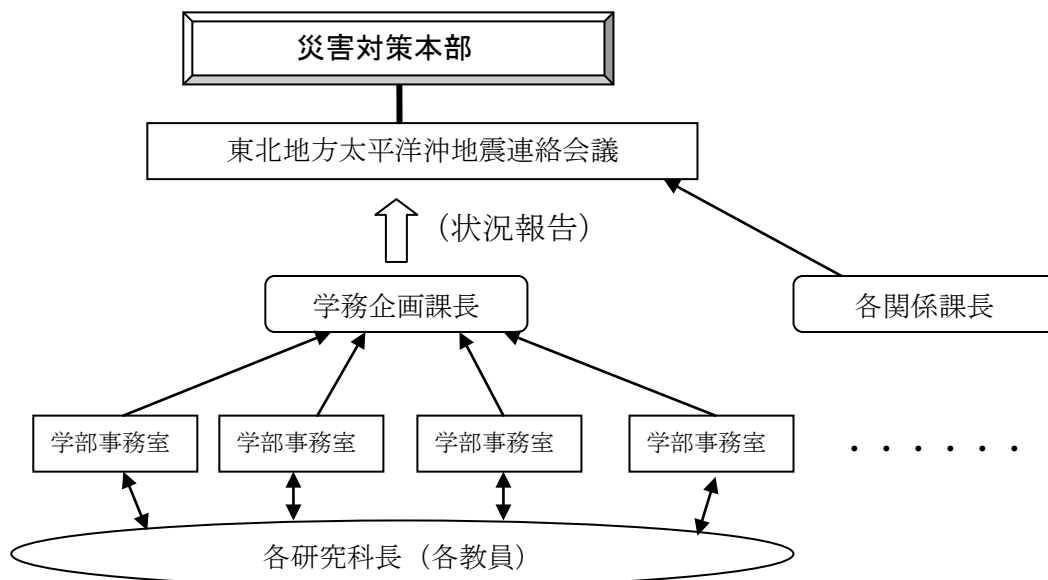 災害対策本部
東北地方太平洋沖地震連絡会議
（状況報告）
学務企画課長
各関係課長
学部事務室
学部事務室
学部事務室
学部事務室
・・・・・・
各研究科長（各教員）